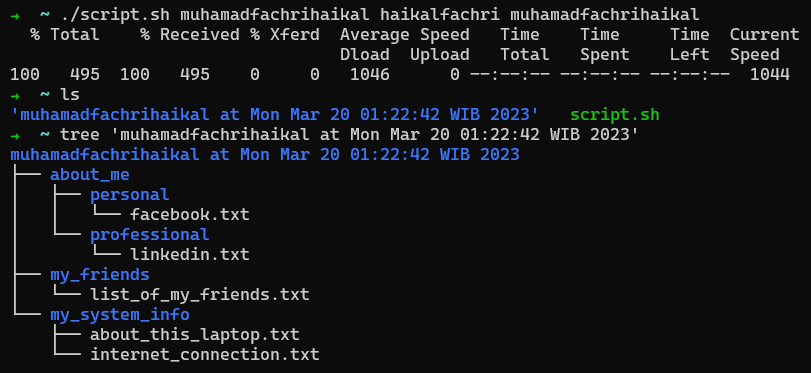 →  ~ ./script.sh muhamadfachrihaikal haikalfachri muhamadfachrihaikal
  % Total    % Received % Xferd  Average Speed   Time    Time     Time  Current
                                 Dload  Upload   Total   Spent    Left  Speed
100   495  100   495    0     0   1046      0 --:--:-- --:--:-- --:--:--  1044
→  ~ ls
'muhamadfachrihaikal at Mon Mar 20 01:22:42 WIB 2023'   script.sh
→  ~ tree 'muhamadfachrihaikal at Mon Mar 20 01:22:42 WIB 2023'
muhamadfachrihaikal at Mon Mar 20 01:22:42 WIB 2023
├── about_me
│   ├── personal
│   │   └── facebook.txt
│   └── professional
│       └── linkedin.txt
├── my_friends
│   └── list_of_my_friends.txt
└── my_system_info
    ├── about_this_laptop.txt
    └── internet_connection.txt